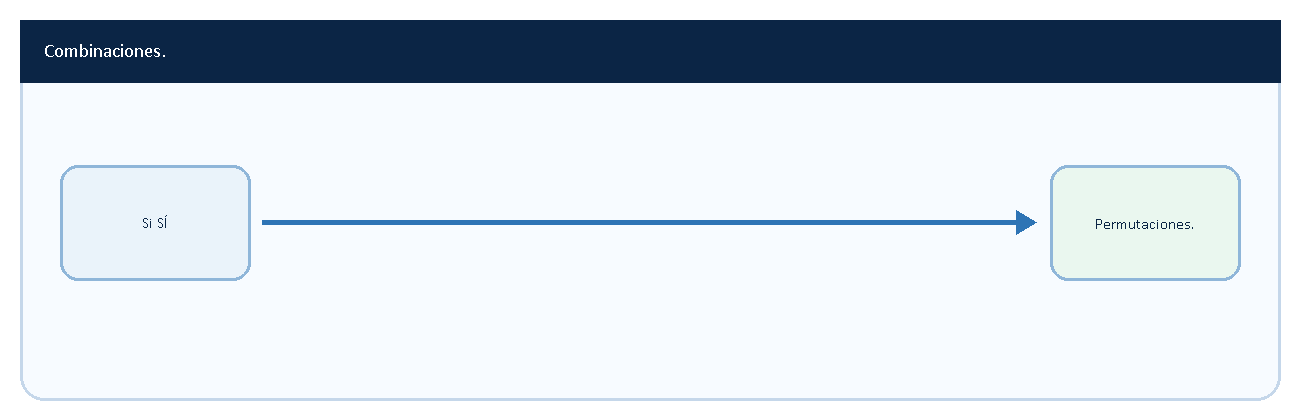 Combinaciones.
Si SÍ
Permutaciones.